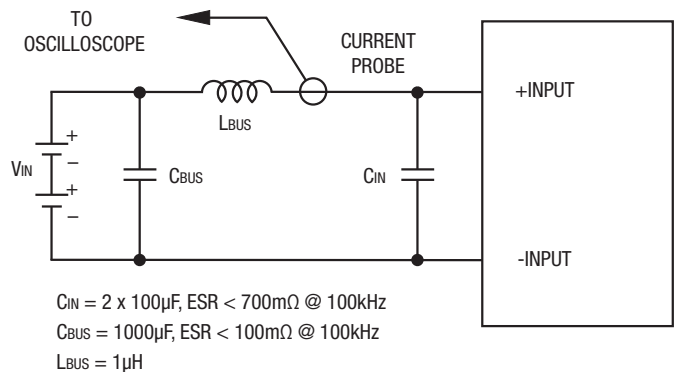 TO
OSCILLOSCOPE
CURRENT
PROBE
+INPUT
LBUS
+
VIN
–
+
–
CBUS
CIN
-INPUT
CIN = 2 x 100µF, ESR < 700mΩ @ 100kHz
CBUS = 1000µF, ESR < 100mΩ @ 100kHz
LBUS = 1µH